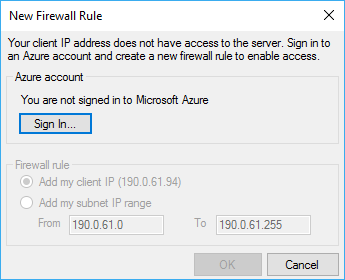 New Firewall Rule
Your client IP address does not have access to the server. Sign in to
an Azure account and create a new firewall rule to enable access.
Azure account
You are not signed in to Microsoft Azure
Sign In...
Firewall rule
Add my client IP (190.0.61.94)
Add my subnet IP range
From 190.0.61.0 To 190.0.61.255
OK Cancel